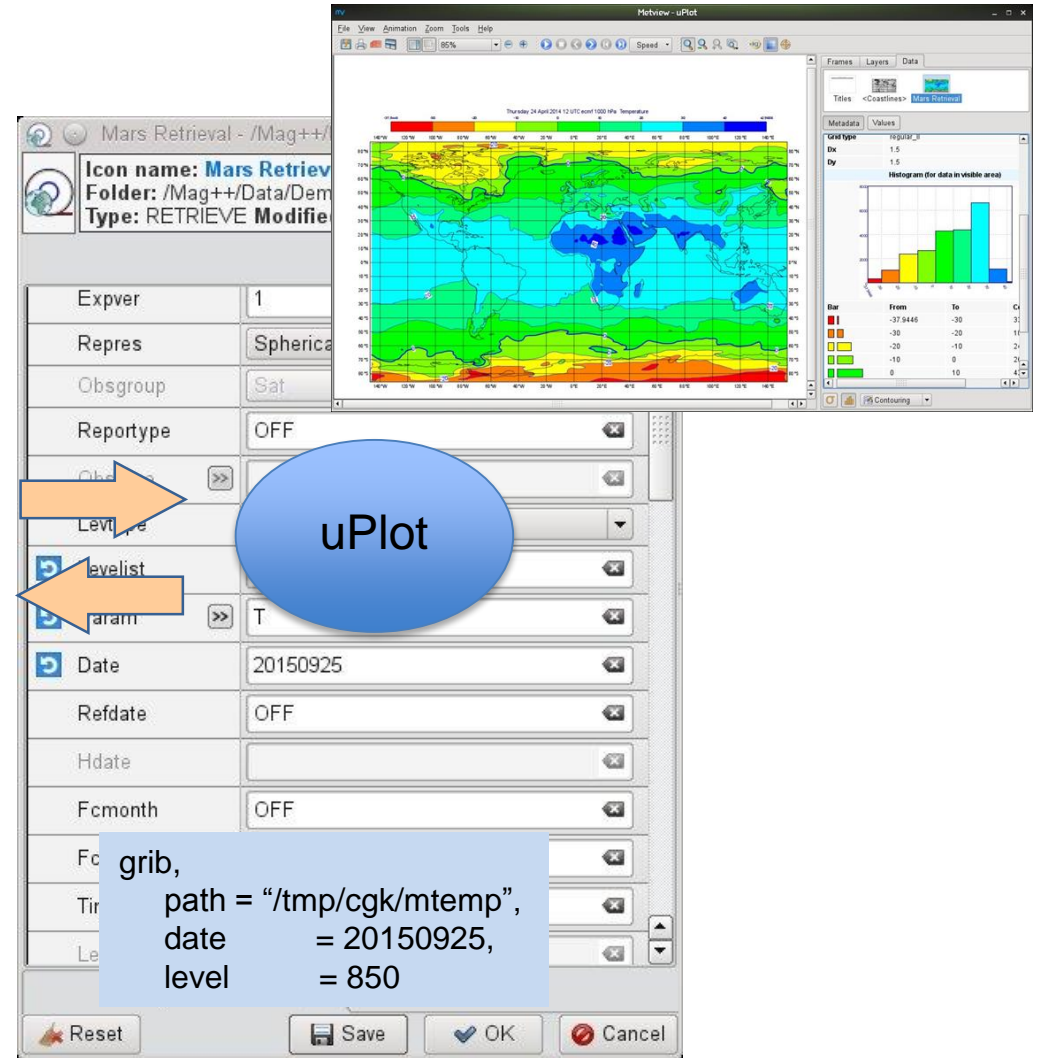 Metview - uPlot
File View Animation Zoom Tools Help
85%
Speed
Frames Layers Data
Titles <Coastlines> Mars Retrieval
Metadata Values
Grid type regular_ll
Dx 1.5
Dy 1.5
Histogram (for data in visible area)
Bar From To
-37.9446 -30
-30 -20
-20 -10
-10 0
0 10
Contouring
Thursday 24 April 2014 12 UTC ecmf 1000 hPa Temperature
Mars Retrieval - /Mag++/
Icon name: Mars Retriev
Folder: /Mag++/Data/Dem
Type: RETRIEVE Modifie
Expver 1
Repres Spherica
Obsgroup Sat
Reportype OFF
Levtype
Levelist
Param >> T
Date 20150925
Refdate OFF
Hdate
Fcmonth OFF
uPlot
grib,
path = “/tmp/cgk/mtemp”,
date = 20150925,
level = 850
Reset Save OK Cancel